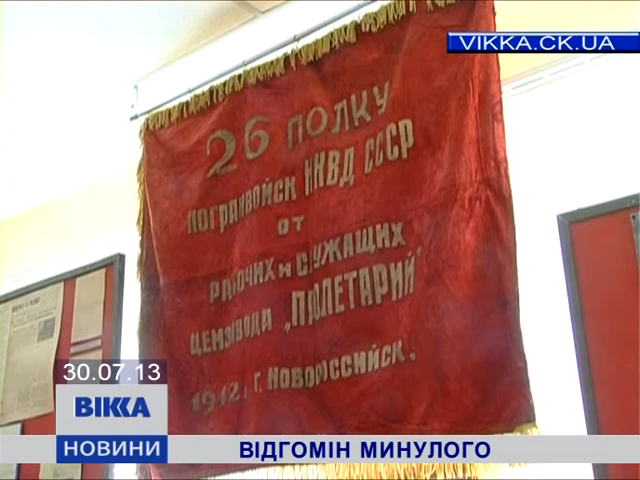 VIKKA.CK.UA
26 ПОЛКУ
ПОГРАНВОЙСК НКВД СССР
ОТ
РАБОЧИХ и СЛУЖАЩИХ
ЦЕМЗАВОДА „ПРОЛЕТАРИЙ"
1942 г. г. НОВОРОССИЙСК.
30.07.13
ВІККА
НОВИНИ
ВІДГОМІН МИНУЛОГО